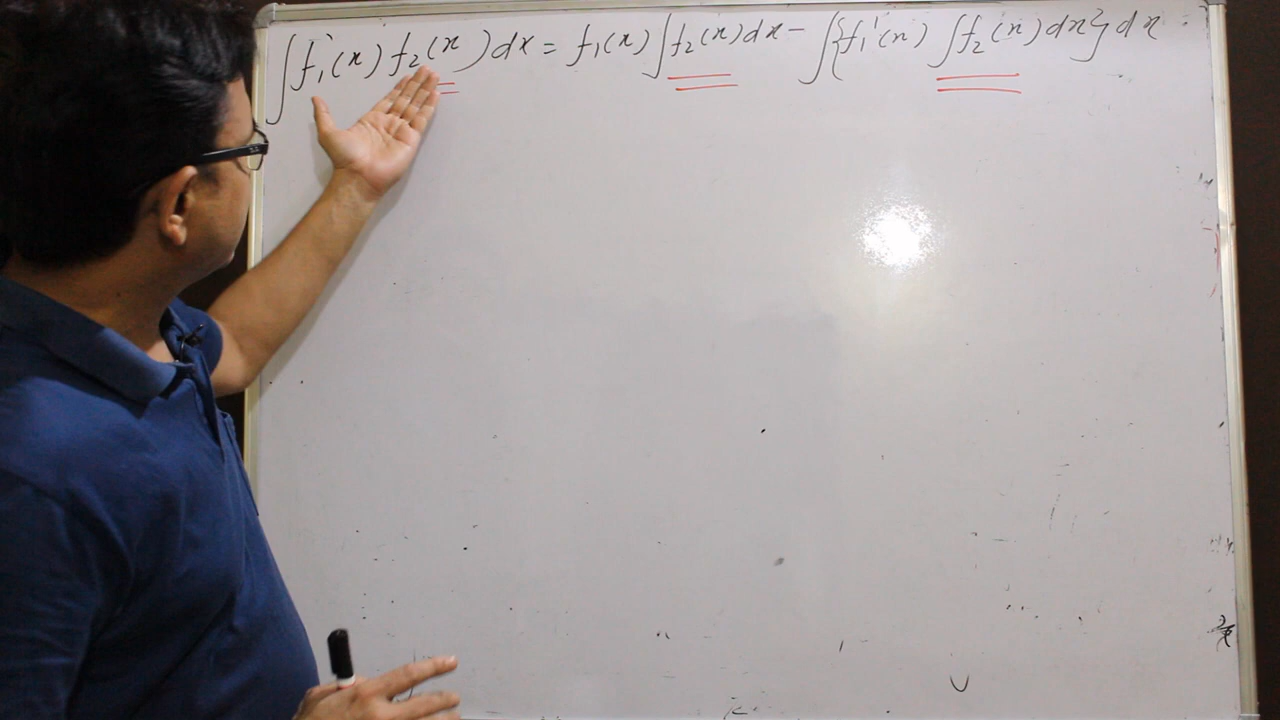 ∫f₁(x) f₂(x)dx = f₁(x)∫f₂(x)dx − ∫{f₁'(x) ∫f₂(x)dx}dx